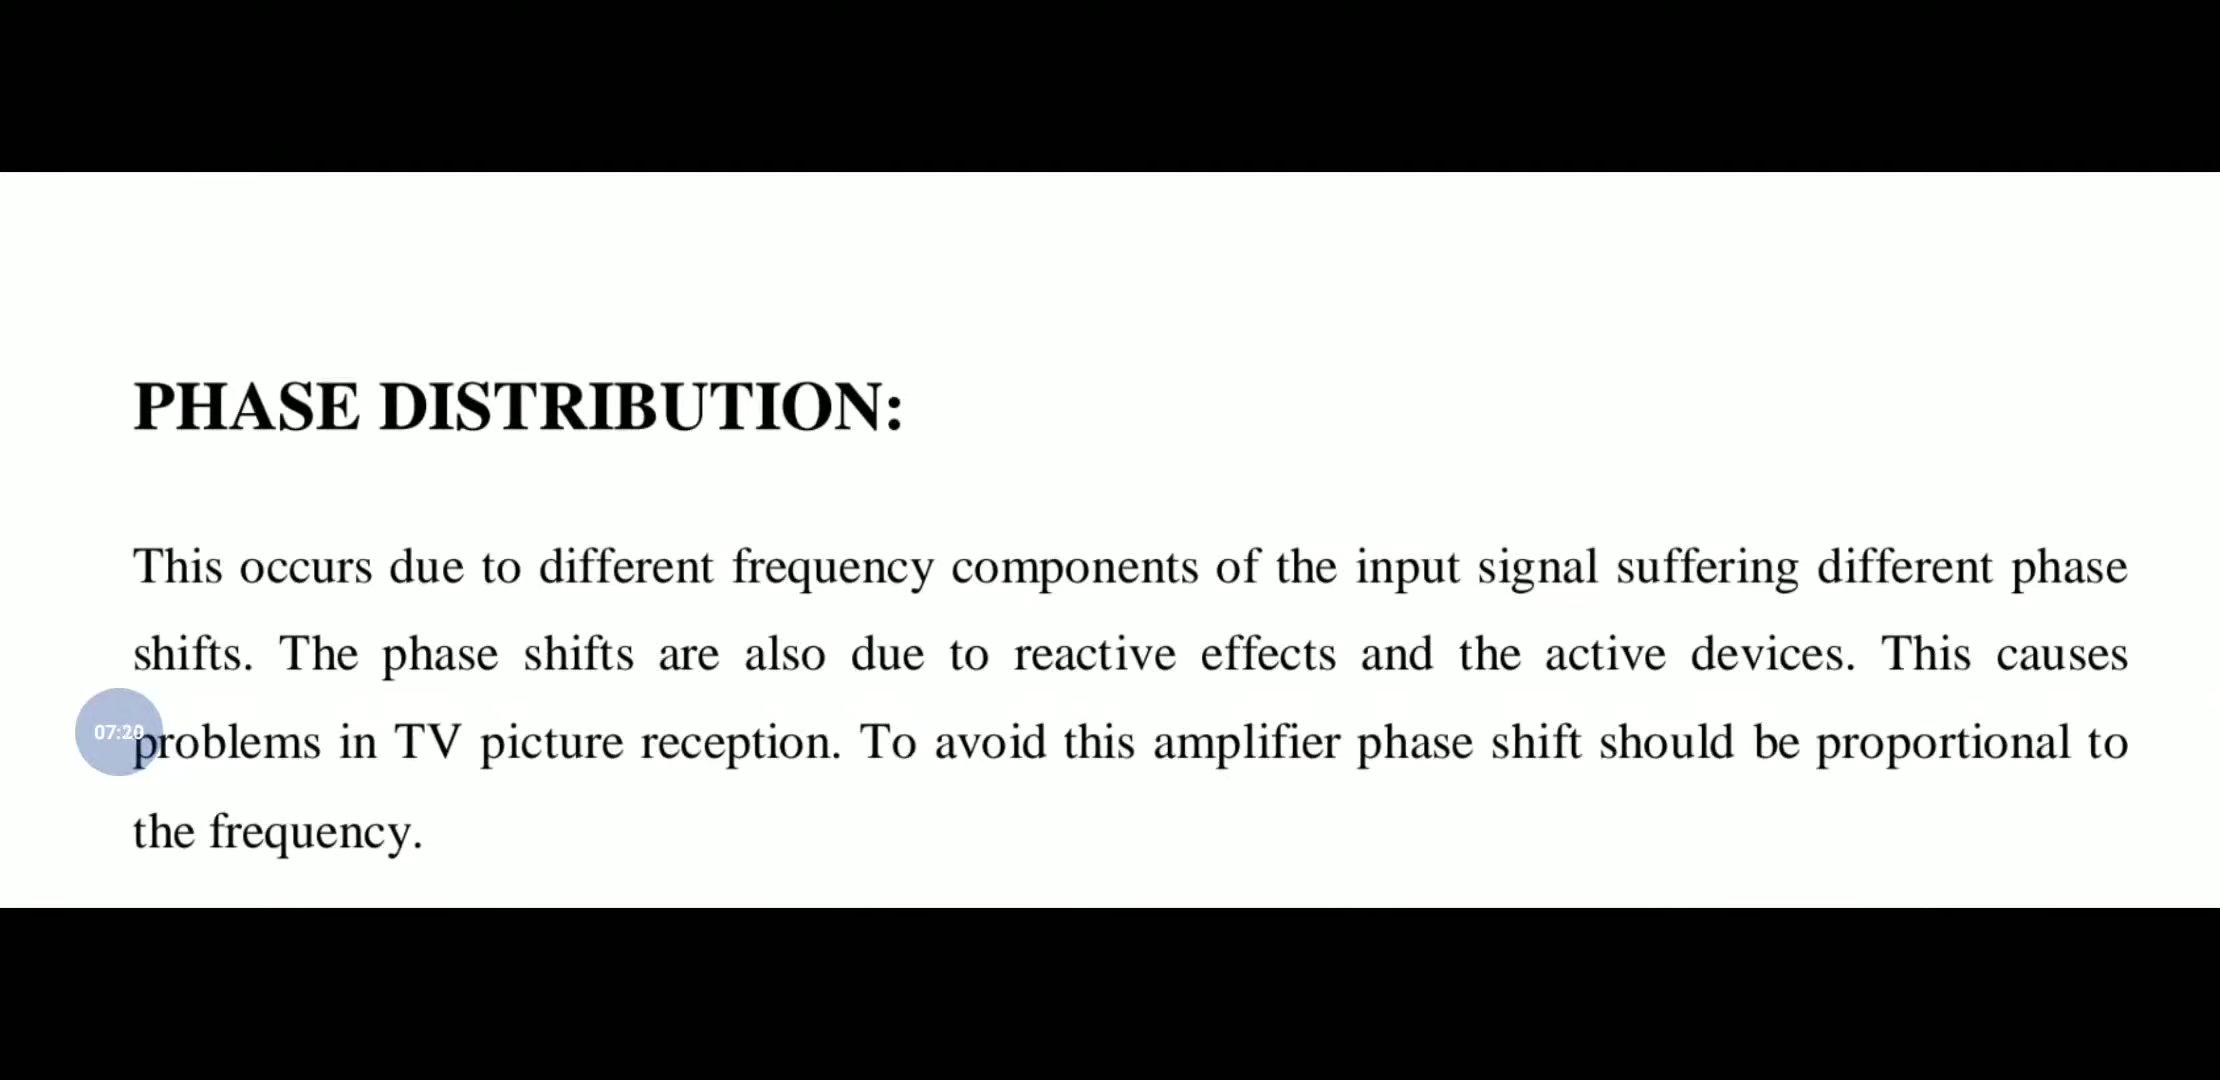 PHASE DISTRIBUTION:
This occurs due to different frequency components of the input signal suffering different phase
shifts. The phase shifts are also due to reactive effects and the active devices. This causes
07:20
problems in TV picture reception. To avoid this amplifier phase shift should be proportional to
the frequency.